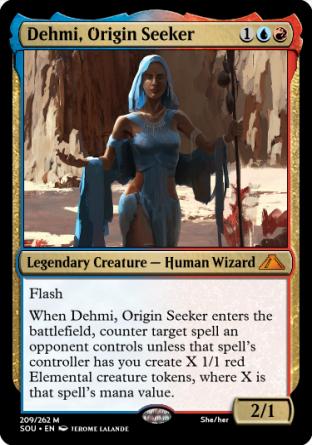 Dehmi, Origin Seeker 1
Legendary Creature — Human Wizard
Flash
When Dehmi, Origin Seeker enters the
battlefield, counter target spell an
opponent controls unless that spell's
controller has you create X 1/1 red
Elemental creature tokens, where X is
that spell's mana value.
2/1
209/262 M She/her
SOU • EN JEROME LALANDE